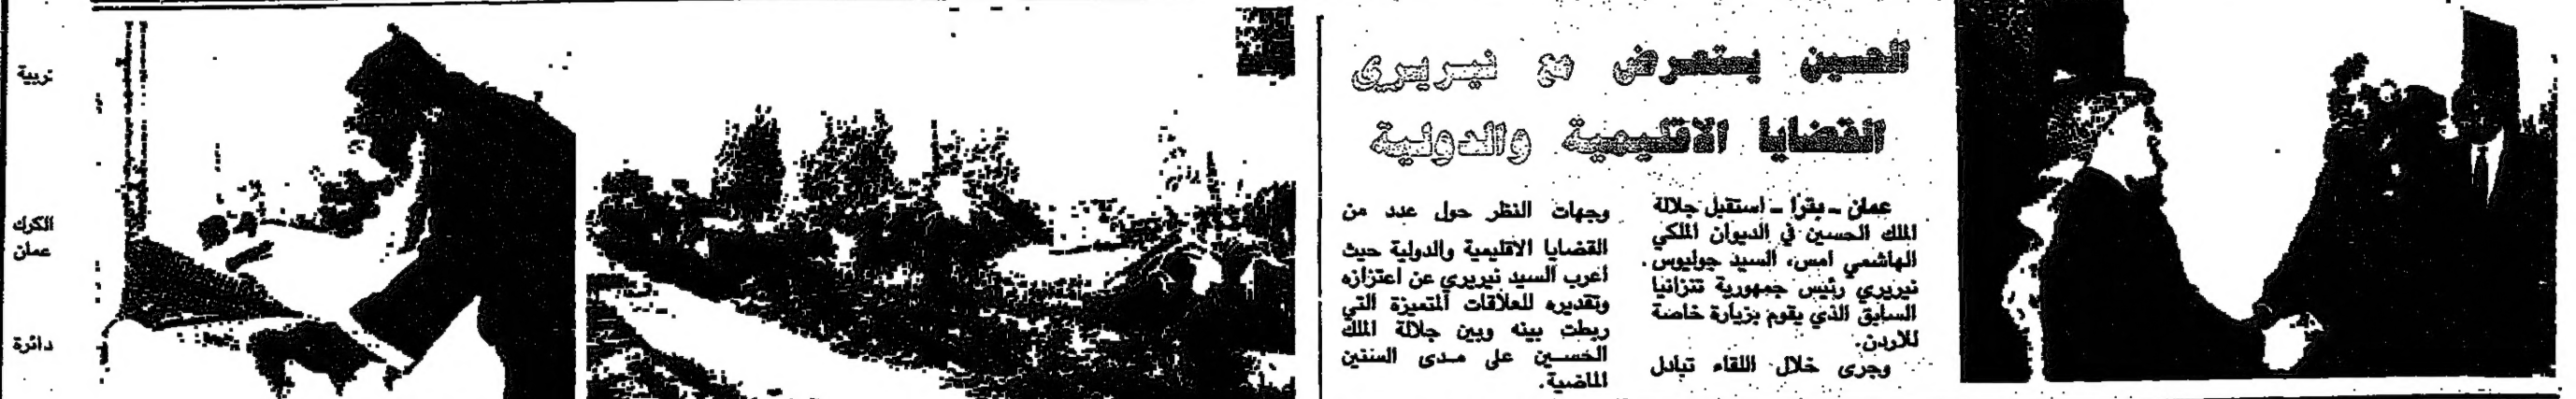 الحسين يستعرض مع نيريري
القضايا الاقليمية والدولية
عمان ـ بترا ـ استقبل جلالة
الملك الحسين في الديوان الملكي
الهاشمي امس، السيد جوليوس
نيريري رئيس جمهورية تنزانيا
السابق الذي يقوم بزيارة خاصة
للاردن.
وجرى خلال اللقاء تبادل
وجهات النظر حول عدد من
القضايا الاقليمية والدولية حيث
اعرب السيد نيريري عن اعتزازه
وتقديره للعلاقات المتميزة التي
ربطت بينه وبين جلالة الملك
الحسين على مدى السنتين
الماضية.
تربية
الكرك
عمان
دائرة